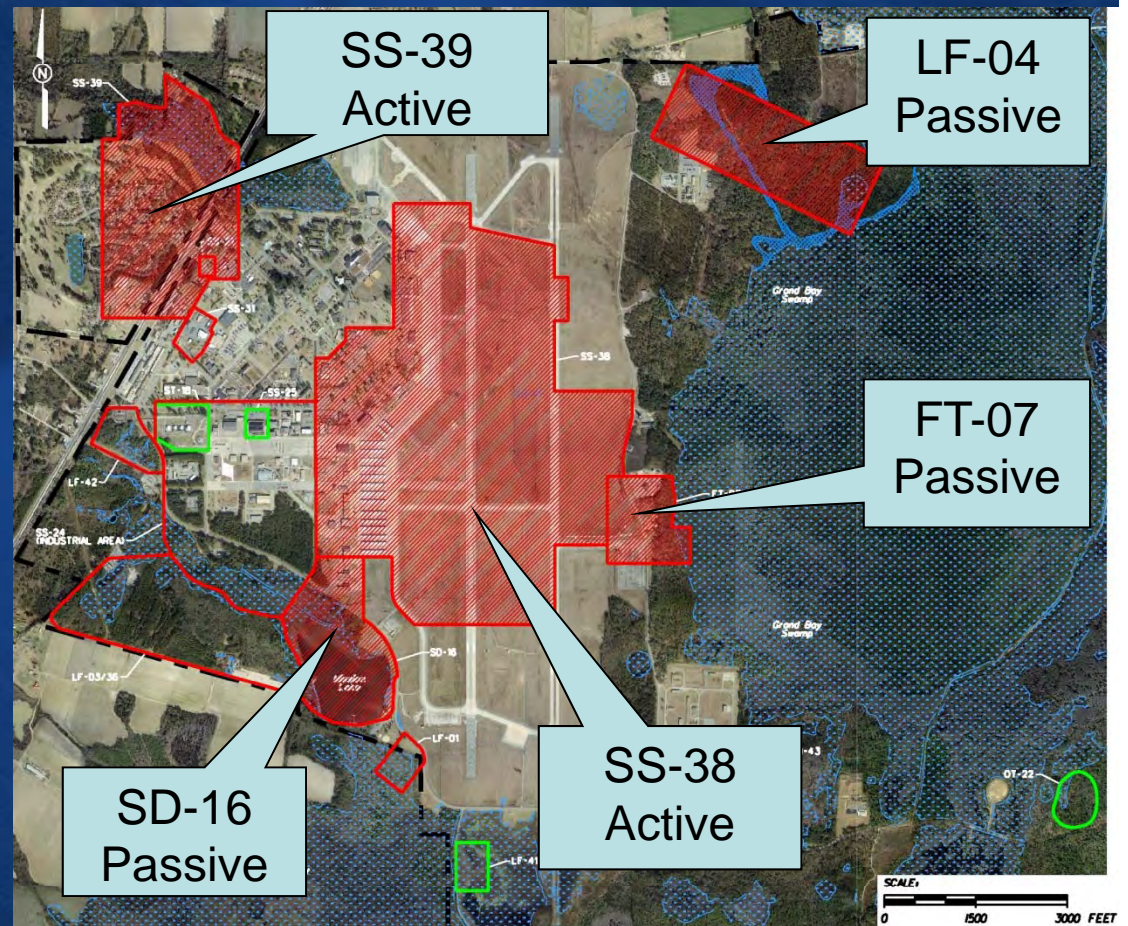 SS-39
Active
LF-04
Passive
N
SS-39
Grand Bay
Swamp
SS-31
SS-38
ST-18
SS-25
FT-07
Passive
LF-42
SS-24
(INDUSTRIAL AREA)
Grand Bay
Swamp
SD-16
Mission
Lake
LF-03/36
LF-01
SS-38
Active
SD-16
Passive
OT-22
LF-41
SCALE:
0 1500 3000 FEET